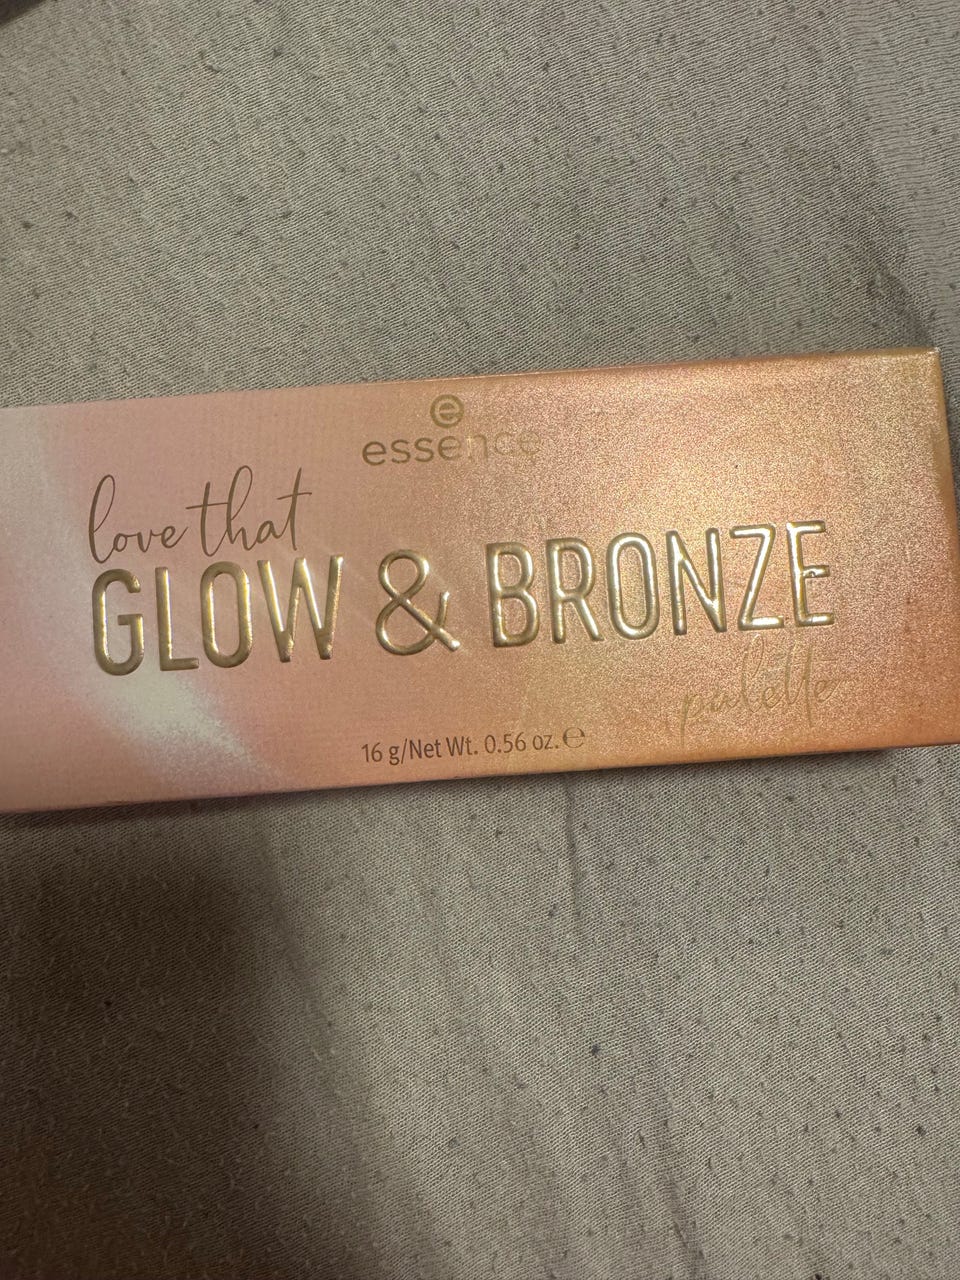 e
essence
love that
GLOW & BRONZE
palette
16 g/Net Wt. 0.56 oz. ℮